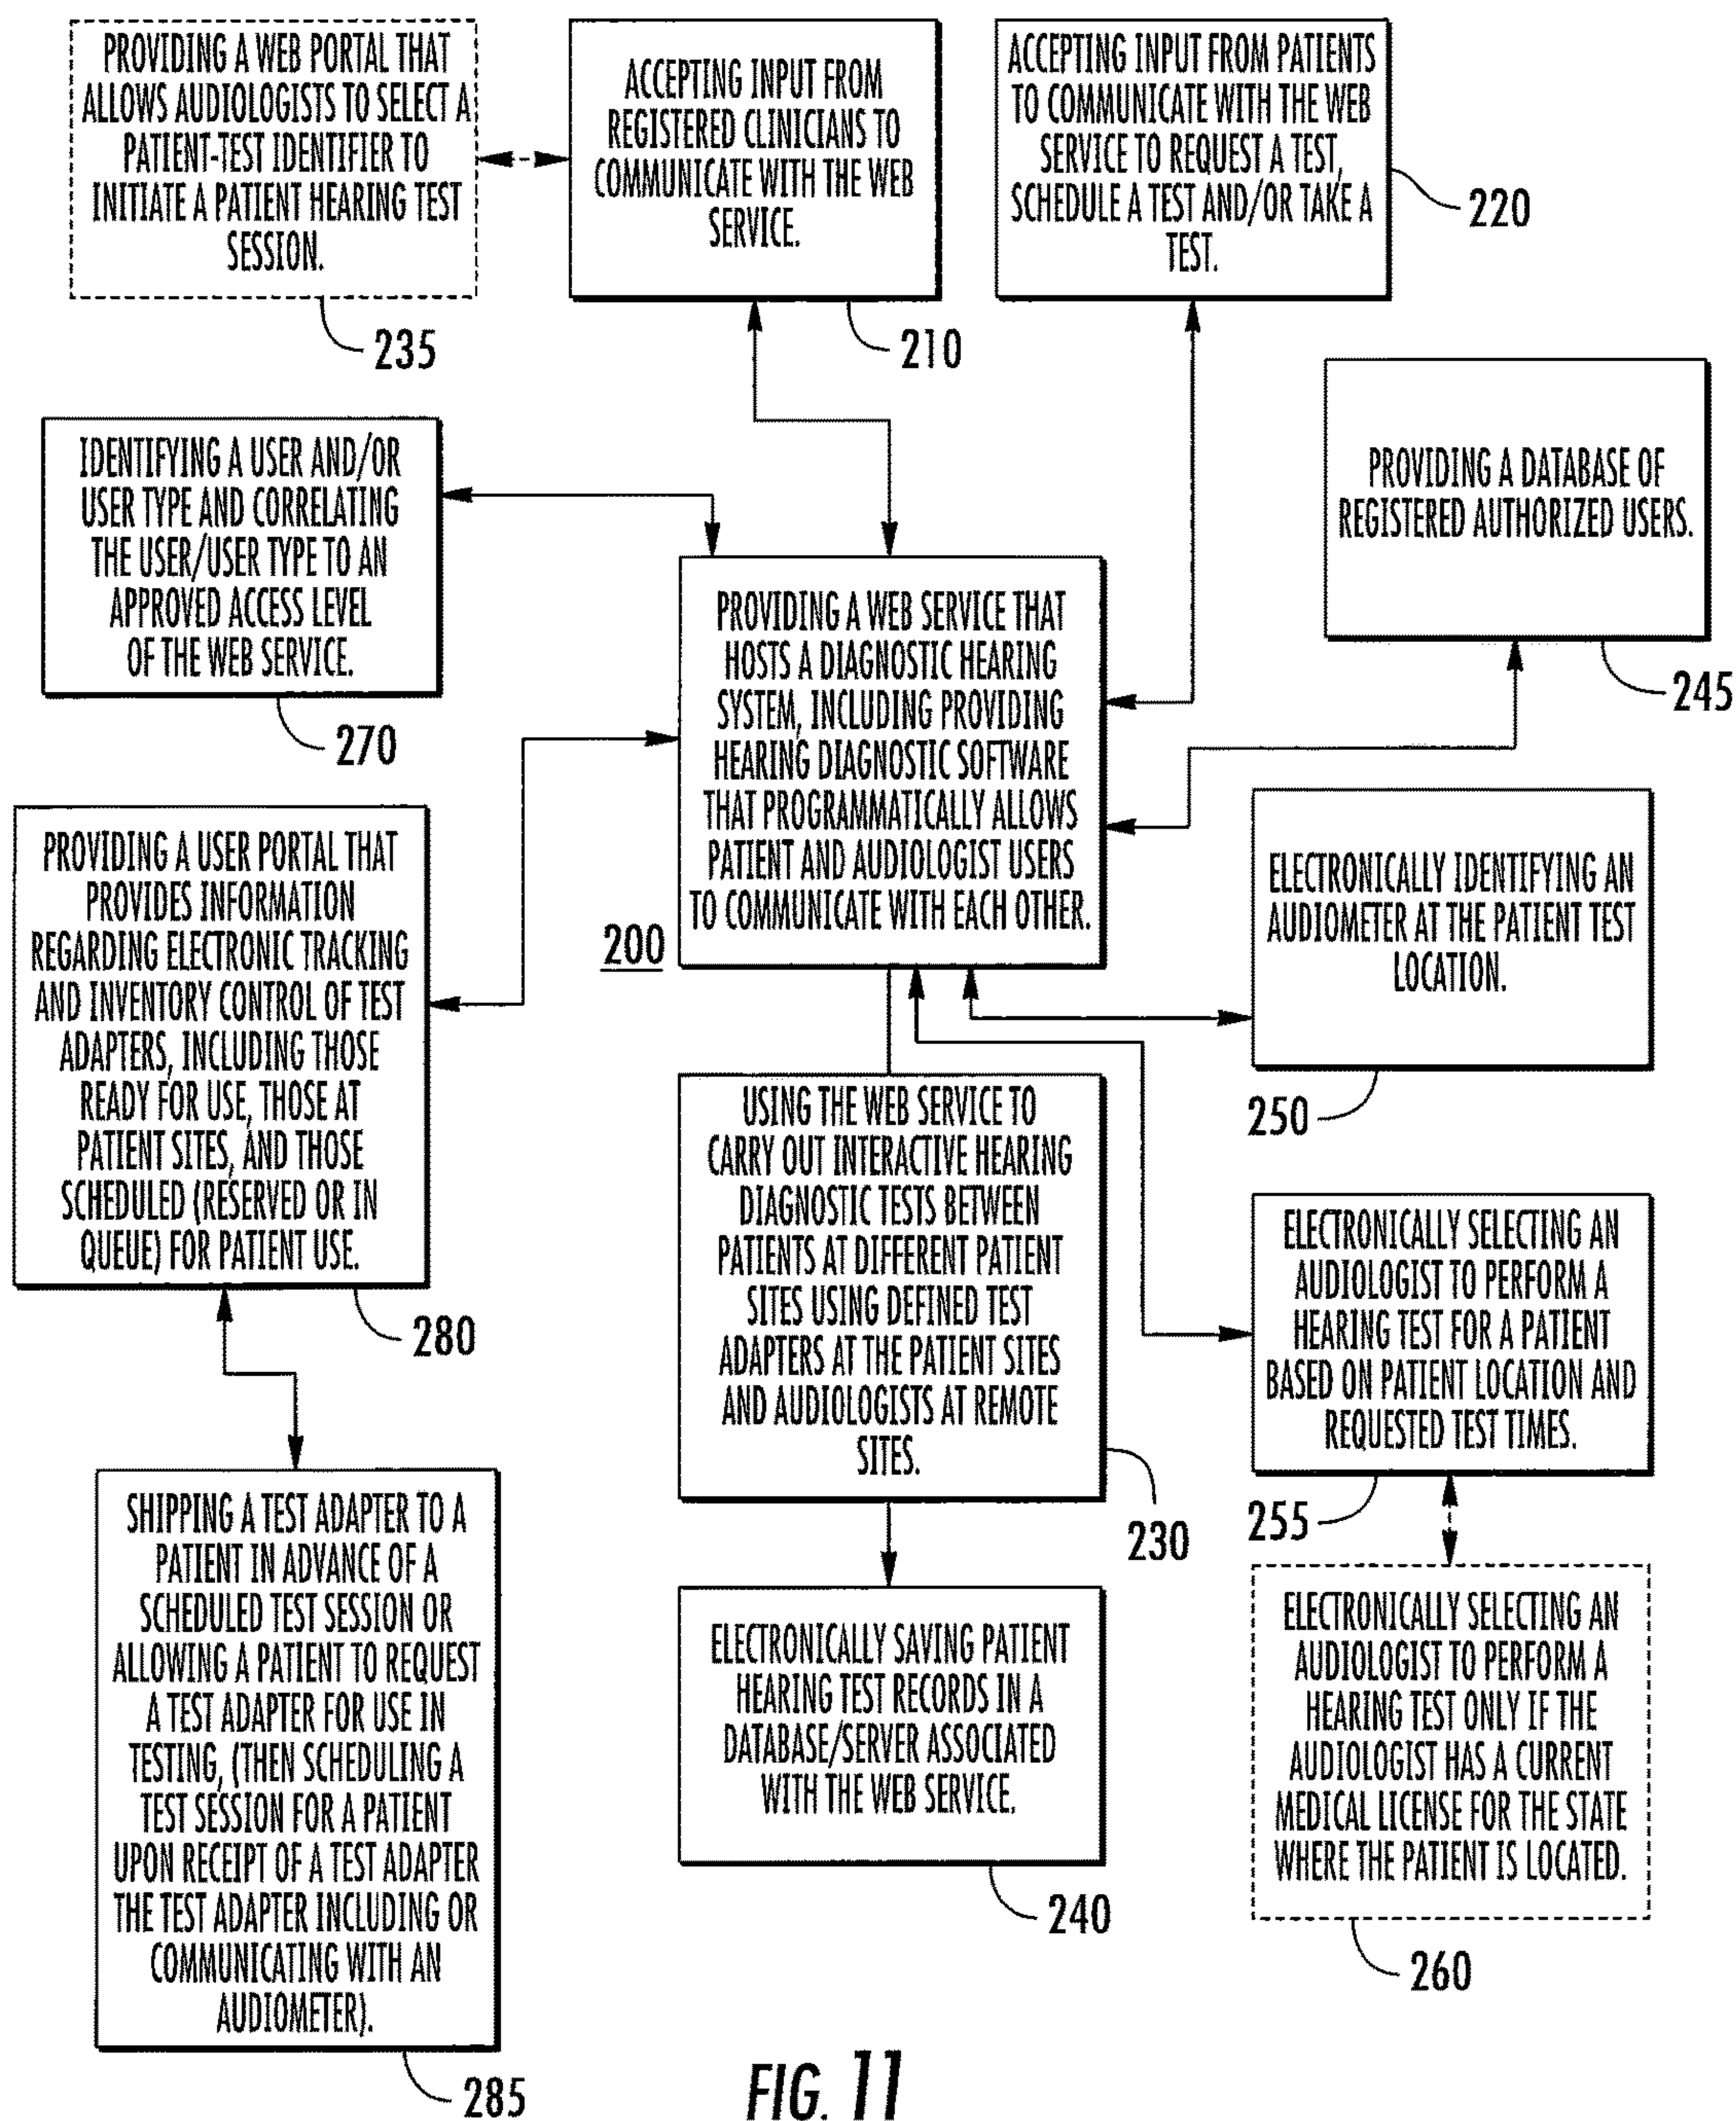 PROVIDING A WEB PORTAL THAT
ALLOWS AUDIOLOGISTS TO SELECT A
PATIENT-TEST IDENTIFIER TO
INITIATE A PATIENT HEARING TEST
SESSION.
235
ACCEPTING INPUT FROM
REGISTERED CLINICIANS TO
COMMUNICATE WITH THE WEB
SERVICE.
210
ACCEPTING INPUT FROM PATIENTS
TO COMMUNICATE WITH THE WEB
SERVICE TO REQUEST A TEST,
SCHEDULE A TEST AND/OR TAKE A
TEST.
220
IDENTIFYING A USER AND/OR
USER TYPE AND CORRELATING
THE USER/USER TYPE TO AN
APPROVED ACCESS LEVEL
OF THE WEB SERVICE.
270
PROVIDING A WEB SERVICE THAT
HOSTS A DIAGNOSTIC HEARING
SYSTEM, INCLUDING PROVIDING
HEARING DIAGNOSTIC SOFTWARE
THAT PROGRAMMATICALLY ALLOWS
PATIENT AND AUDIOLOGIST USERS
TO COMMUNICATE WITH EACH OTHER.
200
PROVIDING A DATABASE OF
REGISTERED AUTHORIZED USERS.
245
PROVIDING A USER PORTAL THAT
PROVIDES INFORMATION
REGARDING ELECTRONIC TRACKING
AND INVENTORY CONTROL OF TEST
ADAPTERS, INCLUDING THOSE
READY FOR USE, THOSE AT
PATIENT SITES, AND THOSE
SCHEDULED (RESERVED OR IN
QUEUE) FOR PATIENT USE.
280
ELECTRONICALLY IDENTIFYING AN
AUDIOMETER AT THE PATIENT TEST
LOCATION.
250
USING THE WEB SERVICE TO
CARRY OUT INTERACTIVE HEARING
DIAGNOSTIC TESTS BETWEEN
PATIENTS AT DIFFERENT PATIENT
SITES USING DEFINED TEST
ADAPTERS AT THE PATIENT SITES
AND AUDIOLOGISTS AT REMOTE
SITES.
230
ELECTRONICALLY SELECTING AN
AUDIOLOGIST TO PERFORM A
HEARING TEST FOR A PATIENT
BASED ON PATIENT LOCATION AND
REQUESTED TEST TIMES.
255
SHIPPING A TEST ADAPTER TO A
PATIENT IN ADVANCE OF A
SCHEDULED TEST SESSION OR
ALLOWING A PATIENT TO REQUEST
A TEST ADAPTER FOR USE IN
TESTING, (THEN SCHEDULING A
TEST SESSION FOR A PATIENT
UPON RECEIPT OF A TEST ADAPTER
THE TEST ADAPTER INCLUDING OR
COMMUNICATING WITH AN
AUDIOMETER).
285
ELECTRONICALLY SAVING PATIENT
HEARING TEST RECORDS IN A
DATABASE/SERVER ASSOCIATED
WITH THE WEB SERVICE.
240
ELECTRONICALLY SELECTING AN
AUDIOLOGIST TO PERFORM A
HEARING TEST ONLY IF THE
AUDIOLOGIST HAS A CURRENT
MEDICAL LICENSE FOR THE STATE
WHERE THE PATIENT IS LOCATED.
260
FIG. 11